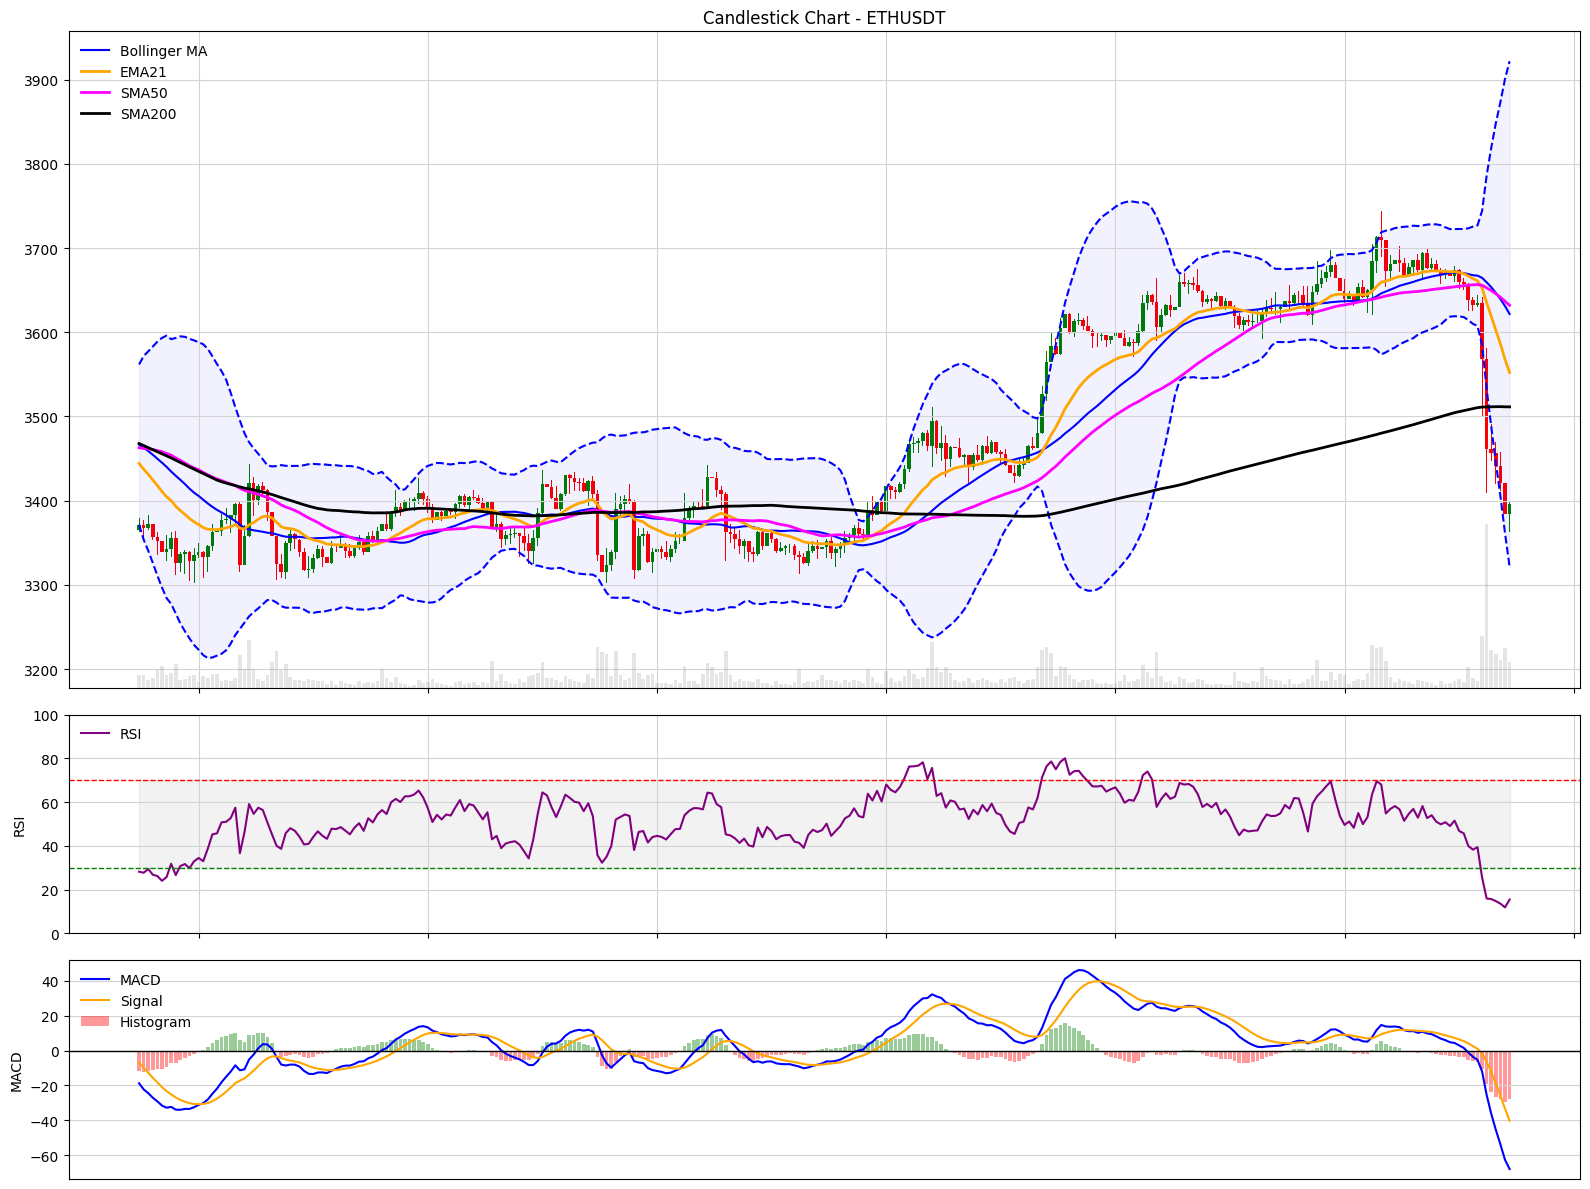 Candlestick Chart - ETHUSDT
Bollinger MA
EMA21
SMA50
SMA200
3900
3800
3700
3600
3500
3400
3300
3200
RSI
100
80
60
40
20
0
RSI
MACD
Signal
Histogram
40
20
0
−20
−40
−60
MACD